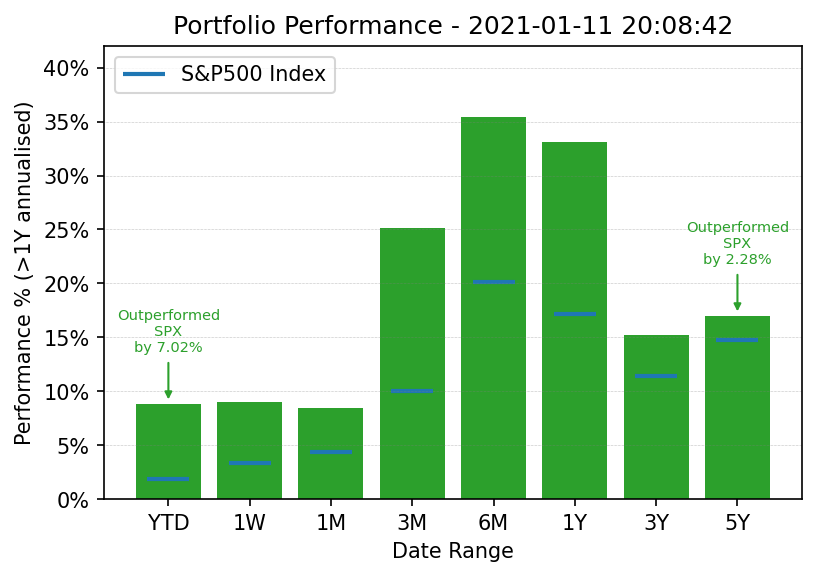 Portfolio Performance - 2021-01-11 20:08:42
S&P500 Index
Performance % (>1Y annualised)
40%
35%
30%
25%
20%
15%
10%
5%
0%
Outperformed
SPX
by 7.02%
Outperformed
SPX
by 2.28%
YTD 1W 1M 3M 6M 1Y 3Y 5Y
Date Range